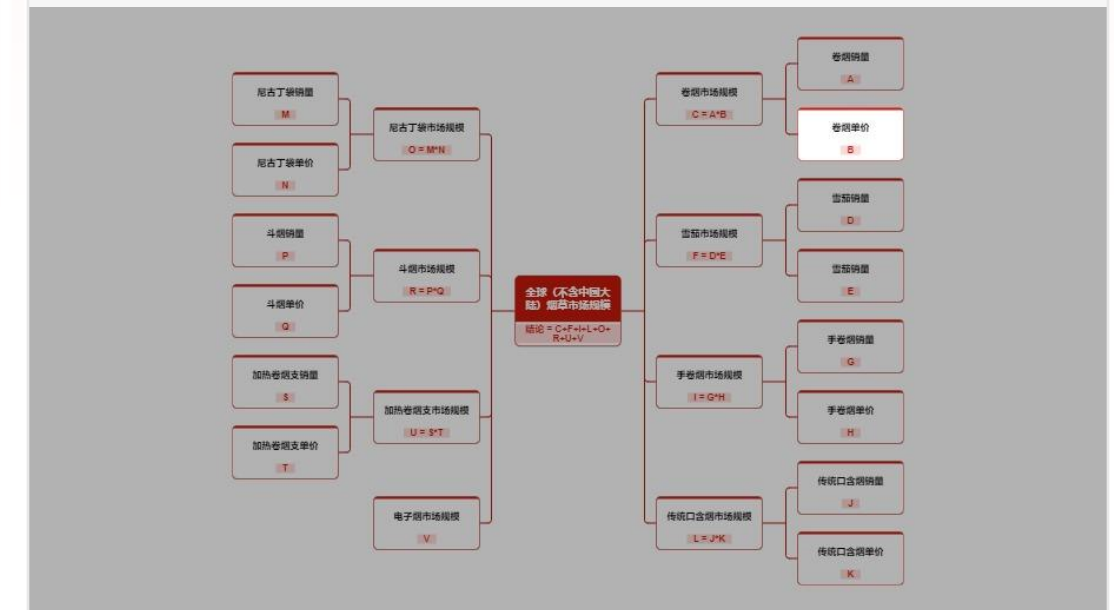 尼古丁袋销量
M
尼古丁袋单价
N
尼古丁袋市场规模
O = M*N
斗烟销量
P
斗烟单价
Q
斗烟市场规模
R = P*Q
加热卷烟支销量
S
加热卷烟支单价
T
加热卷烟支市场规模
U = S*T
电子烟市场规模
V
全球（不含中国大
陆）烟草市场规模
结论 = C+F+I+L+O+
R+U+V
卷烟市场规模
C = A*B
卷烟销量
A
卷烟单价
B
雪茄市场规模
F = D*E
雪茄销量
D
雪茄销量
E
手卷烟市场规模
I = G*H
手卷烟销量
G
手卷烟单价
H
传统口含烟市场规模
L = J*K
传统口含烟销量
J
传统口含烟单价
K